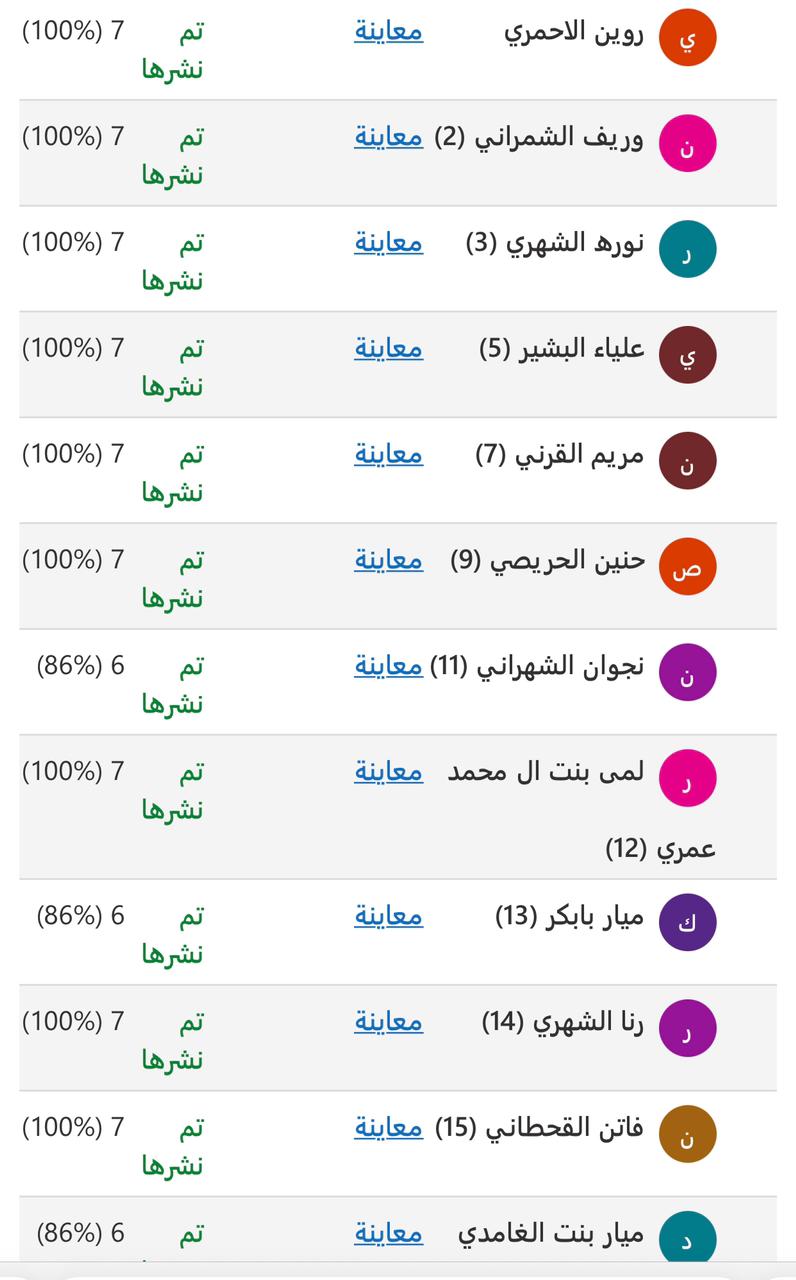 ي روين الاحمري معاينة تم 7 (100%)
نشرها
ن وريف الشمراني (2) معاينة تم 7 (100%)
نشرها
ر نوره الشهري (3) معاينة تم 7 (100%)
نشرها
ي علياء البشير (5) معاينة تم 7 (100%)
نشرها
ن مريم القرني (7) معاينة تم 7 (100%)
نشرها
ص حنين الحريصي (9) معاينة تم 7 (100%)
نشرها
ن نجوان الشهراني (11) معاينة تم 6 (86%)
نشرها
ر لمى بنت ال محمد معاينة تم 7 (100%)
نشرها
عمري (12)
ك ميار بابكر (13) معاينة تم 6 (86%)
نشرها
ر رنا الشهري (14) معاينة تم 7 (100%)
نشرها
ن فاتن القحطاني (15) معاينة تم 7 (100%)
نشرها
د ميار بنت الغامدي معاينة تم 6 (86%)